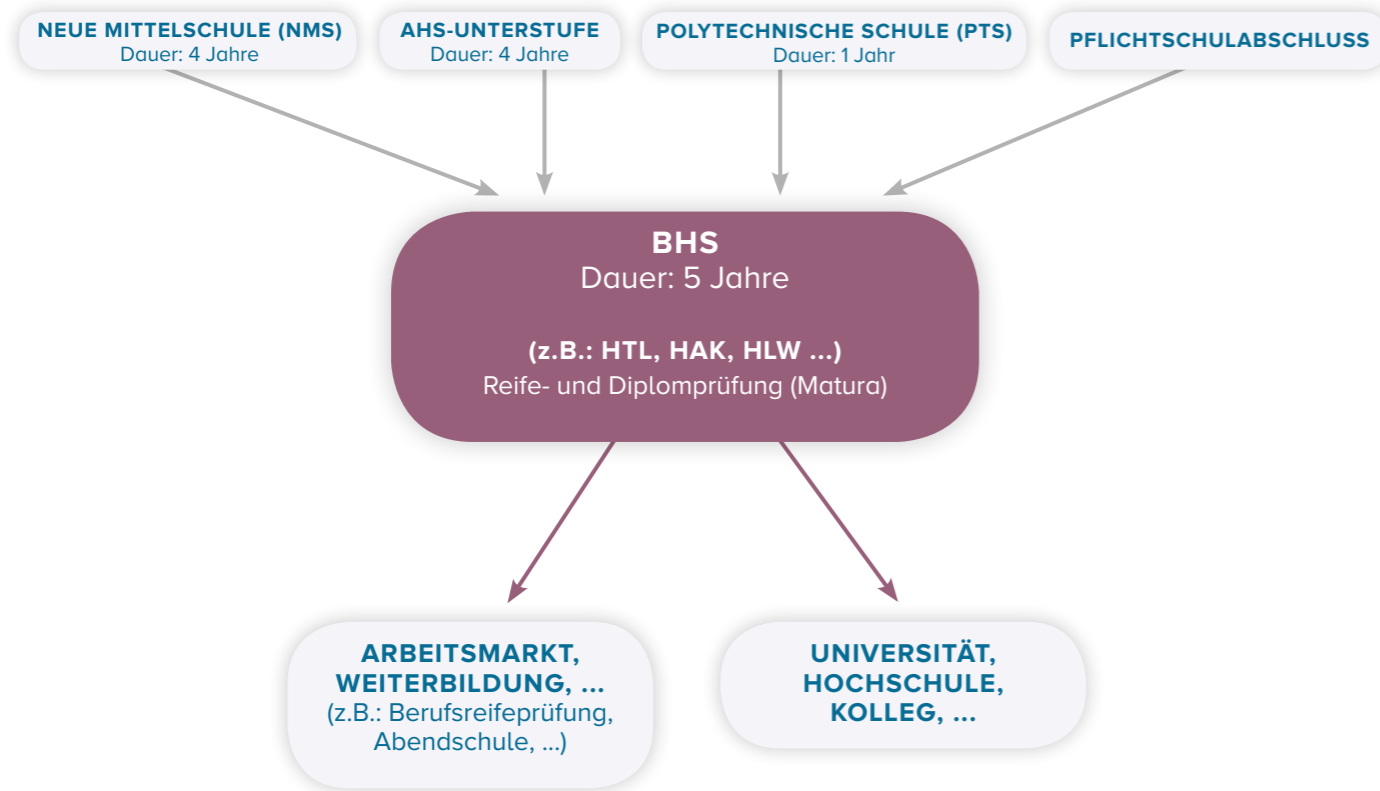 NEUE MITTELSCHULE (NMS)
Dauer: 4 Jahre
AHS-UNTERSTUFE
Dauer: 4 Jahre
POLYTECHNISCHE SCHULE (PTS)
Dauer: 1 Jahr
PFLICHTSCHULABSCHLUSS
BHS
Dauer: 5 Jahre
(z.B.: HTL, HAK, HLW ...)
Reife- und Diplomprüfung (Matura)
ARBEITSMARKT,
WEITERBILDUNG, ...
(z.B.: Berufsreifeprüfung,
Abendschule, ...)
UNIVERSITÄT,
HOCHSCHULE,
KOLLEG, ...